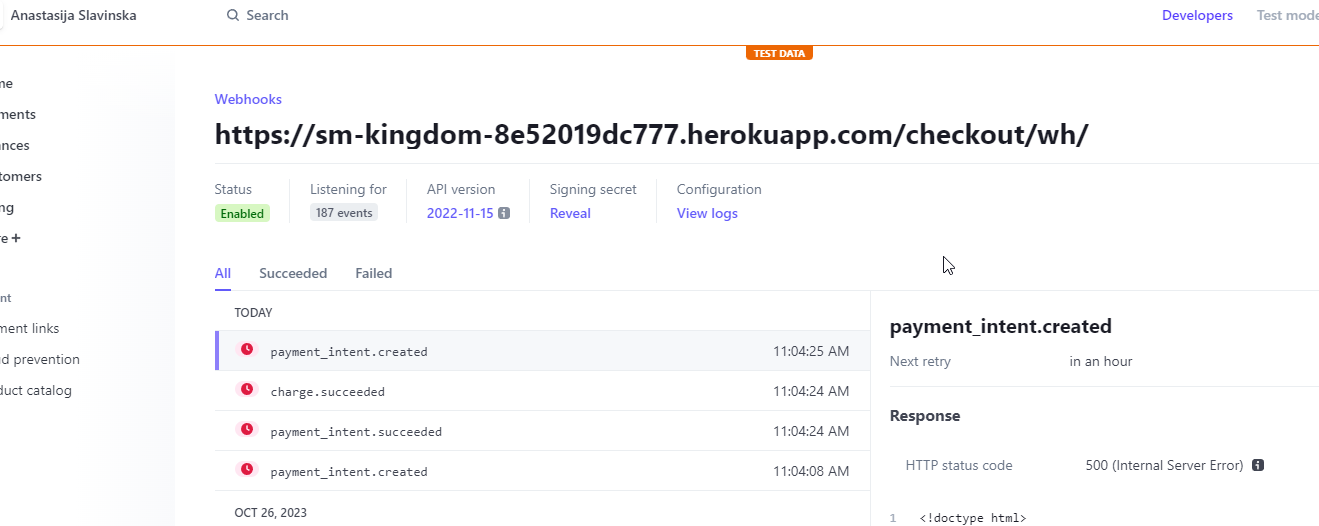 Anastasija Slavinska
Search
Developers
Test mode
TEST DATA
me
ments
Webhooks
https://sm-kingdom-8e52019dc777.herokuapp.com/checkout/wh/
ances
tomers
Status
Listening for
API version
Signing secret
Configuration
ng
Enabled
187 events
2022-11-15
Reveal
View logs
re +
All
Succeeded
Failed
nt
TODAY
ment links
payment_intent.created
payment_intent.created 11:04:25 AM
Next retry in an hour
d prevention
duct catalog
charge.succeeded 11:04:24 AM
Response
payment_intent.succeeded 11:04:24 AM
payment_intent.created 11:04:08 AM
HTTP status code 500 (Internal Server Error)
OCT 26, 2023
1 <!doctype html>